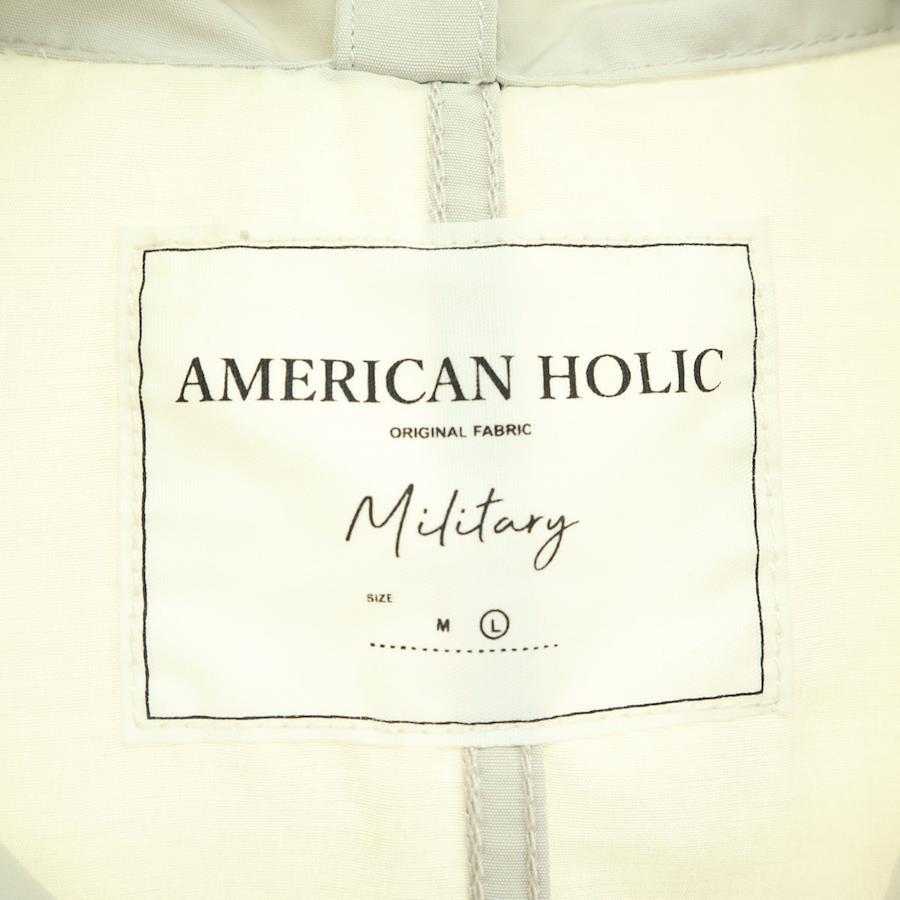 AMERICAN HOLIC
ORIGINAL FABRIC
Military
SIZE
M L